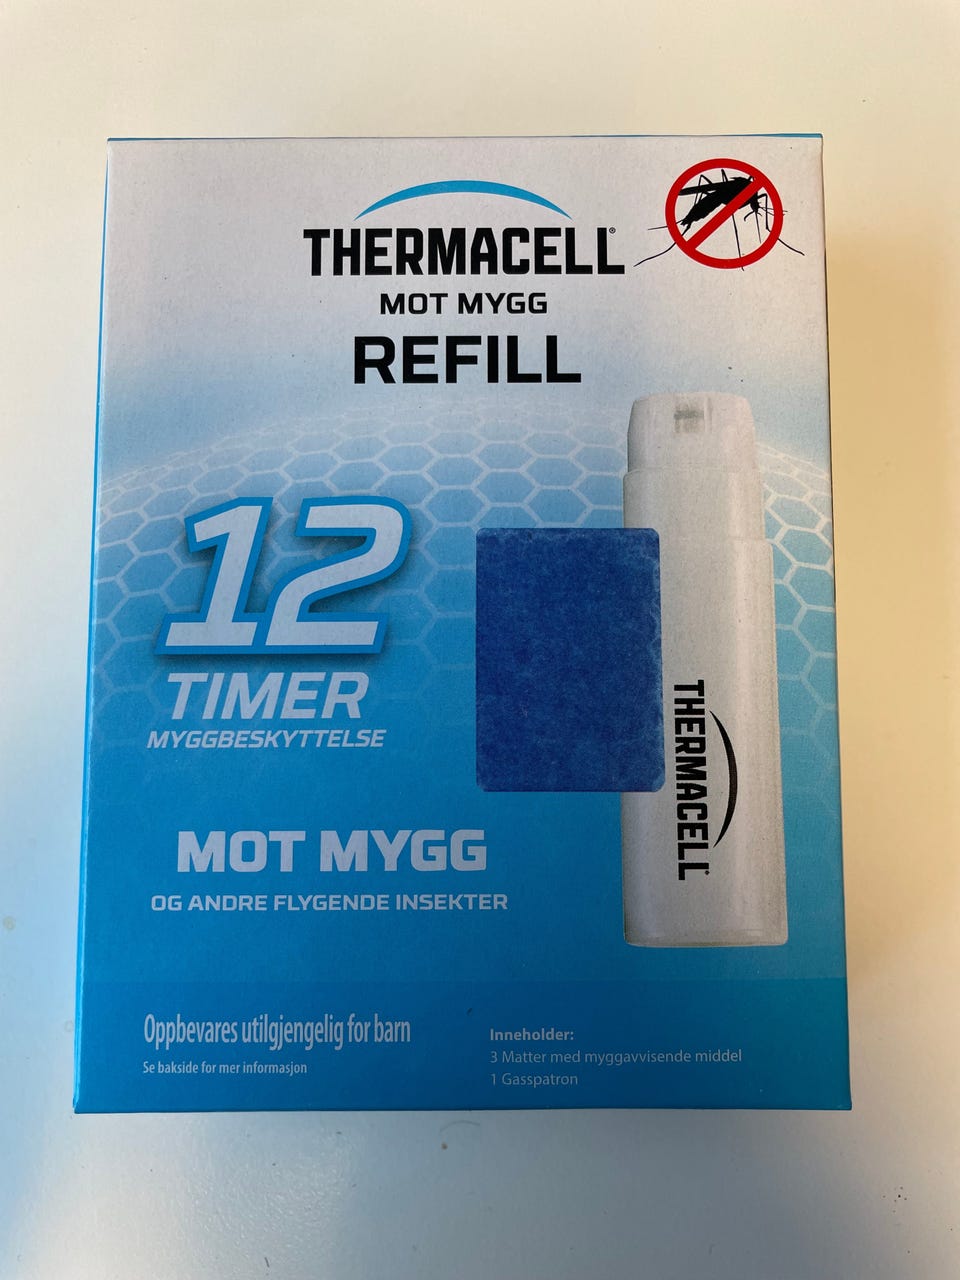 THERMACELL®
MOT MYGG
REFILL
12
TIMER
MYGGBESKYTTELSE
THERMACELL®
MOT MYGG
OG ANDRE FLYGENDE INSEKTER
Oppbevares utilgjengelig for barn
Se bakside for mer informasjon
Inneholder:
3 Matter med myggavvisende middel
1 Gasspatron